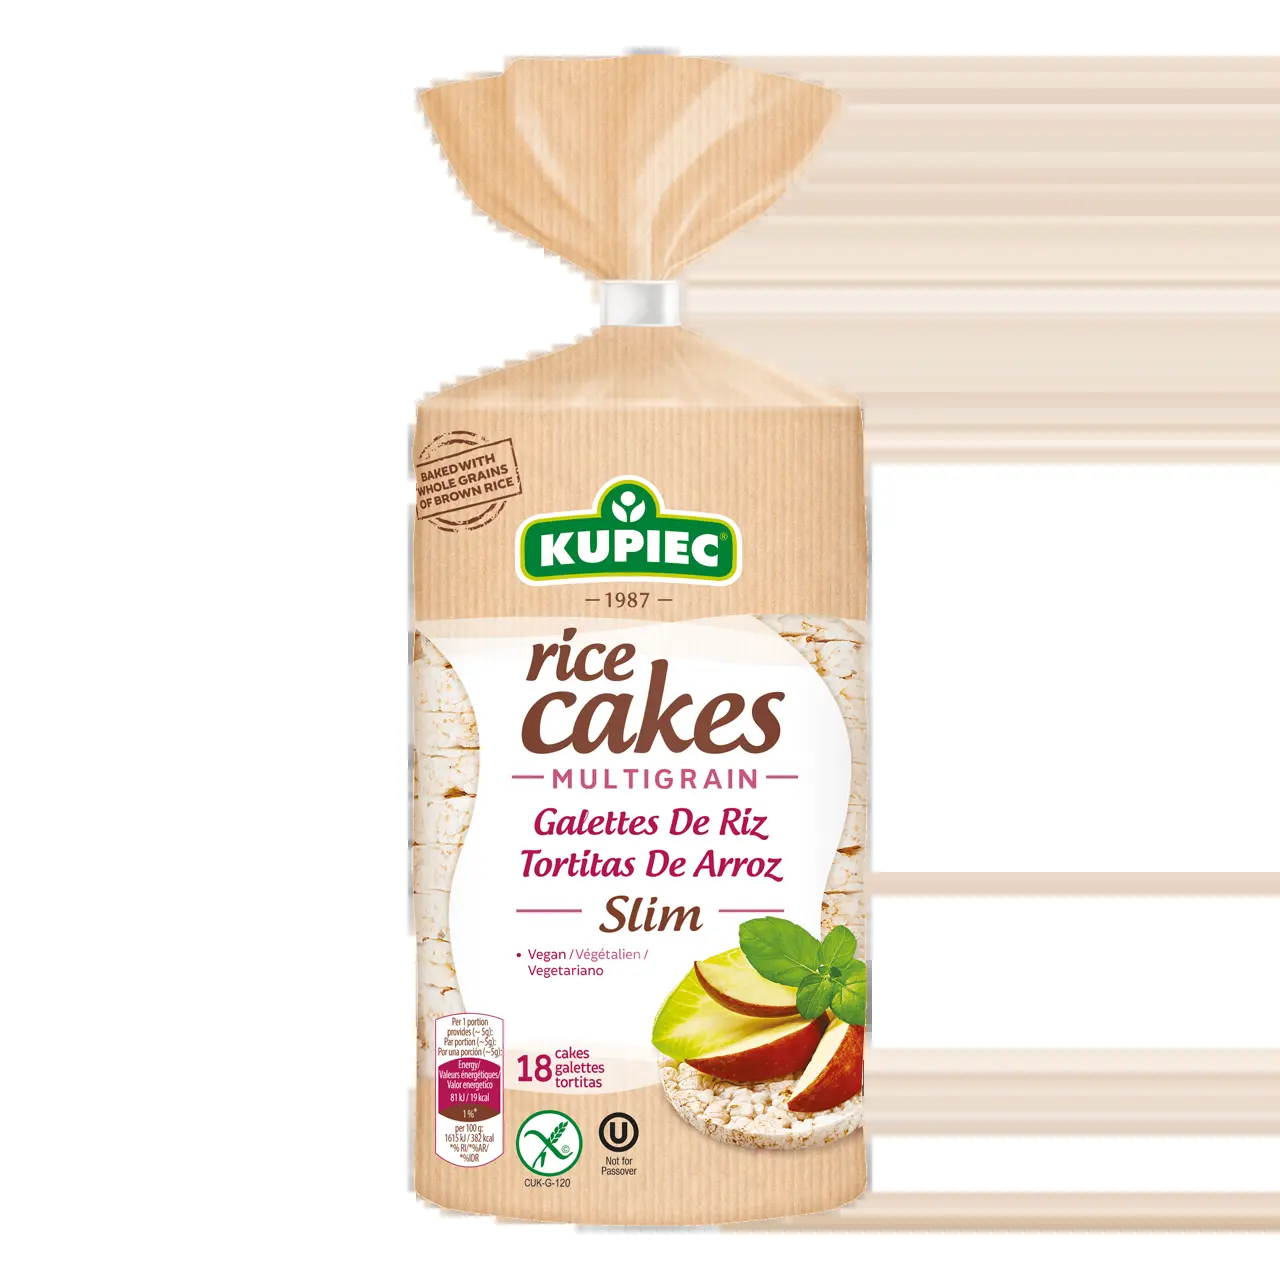 BAKED WITH
WHOLE GRAINS
OF BROWN RICE
KUPIEC®
— 1987 —
rice
cakes
MULTIGRAIN
Galettes De Riz
Tortitas De Arroz
Slim
• Vegan / Végétalien /
Vegetariano
Per 1 portion
provides (~ 5g):
Par portion (~ 5g):
Por una porción (~5g):
Energy/
Valeurs énergétiques/
Valor energetico
81 kJ / 19 kcal
1%*
per 100 g:
1615 kJ / 382 kcal
*% RI/*%AR/
*%IDR
18 cakes
galettes
tortitas
CUK-G-120
U
Not for
Passover